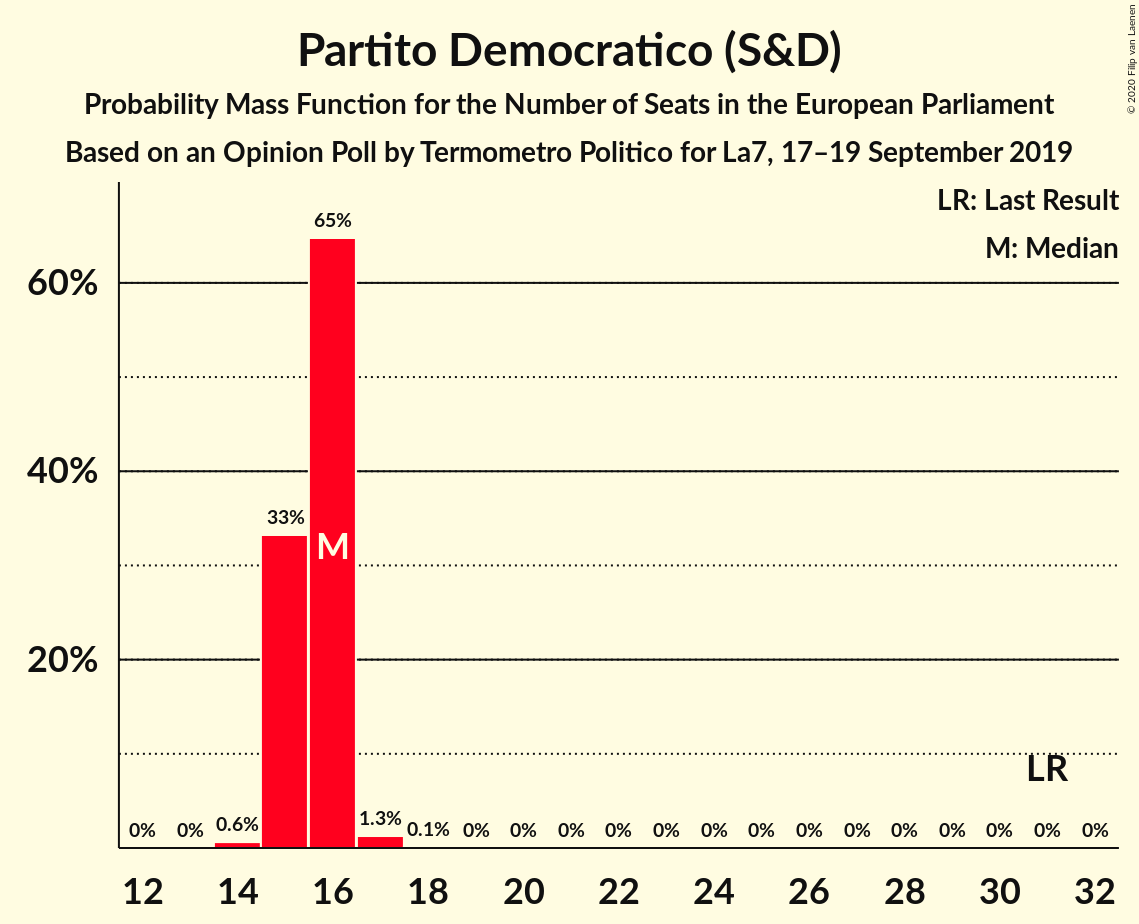 Partito Democratico (S&D)
Probability Mass Function for the Number of Seats in the European Parliament
Based on an Opinion Poll by Termometro Politico for La7, 17–19 September 2019
© 2020 Filip van Laenen
LR: Last Result
M: Median
65%
60%
40%
33%
M
20%
LR
0% 0% 0.6% 1.3% 0.1% 0% 0% 0% 0% 0% 0% 0% 0% 0% 0% 0% 0% 0% 0%
12 14 16 18 20 22 24 26 28 30 32